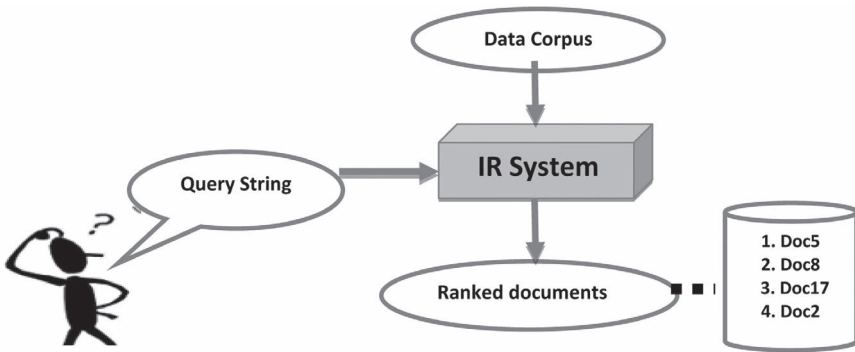 Data Corpus
IR System
Query String
?
Ranked documents
1. Doc5
2. Doc8
3. Doc17
4. Doc2